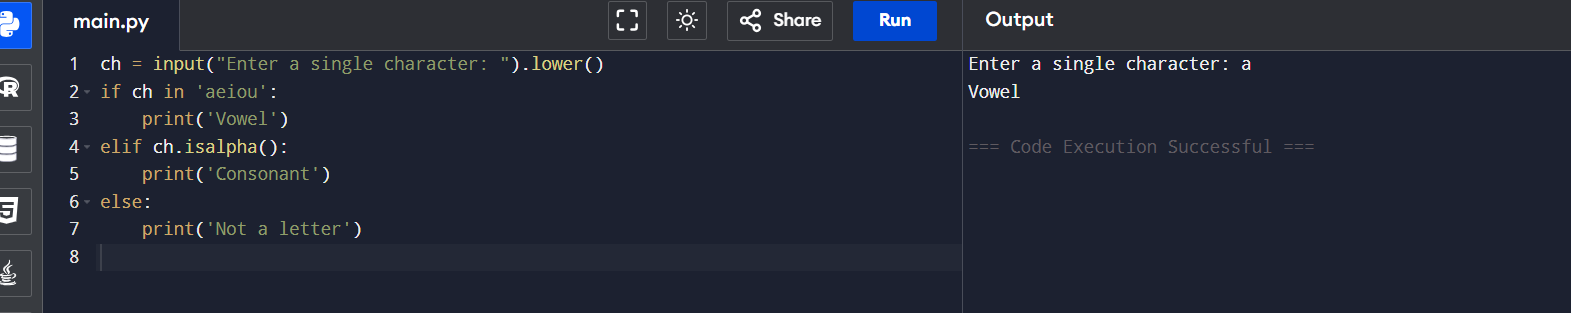 main.py
Share
Run
Output
1 ch = input("Enter a single character: ").lower()
2 if ch in 'aeiou':
3     print('Vowel')
4 elif ch.isalpha():
5     print('Consonant')
6 else:
7     print('Not a letter')
8
Enter a single character: a
Vowel
=== Code Execution Successful ===